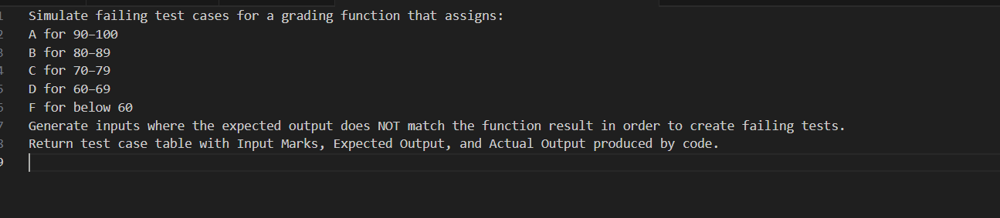 Simulate failing test cases for a grading function that assigns:
A for 90–100
B for 80–89
C for 70–79
D for 60–69
F for below 60
Generate inputs where the expected output does NOT match the function result in order to create failing tests.
Return test case table with Input Marks, Expected Output, and Actual Output produced by code.